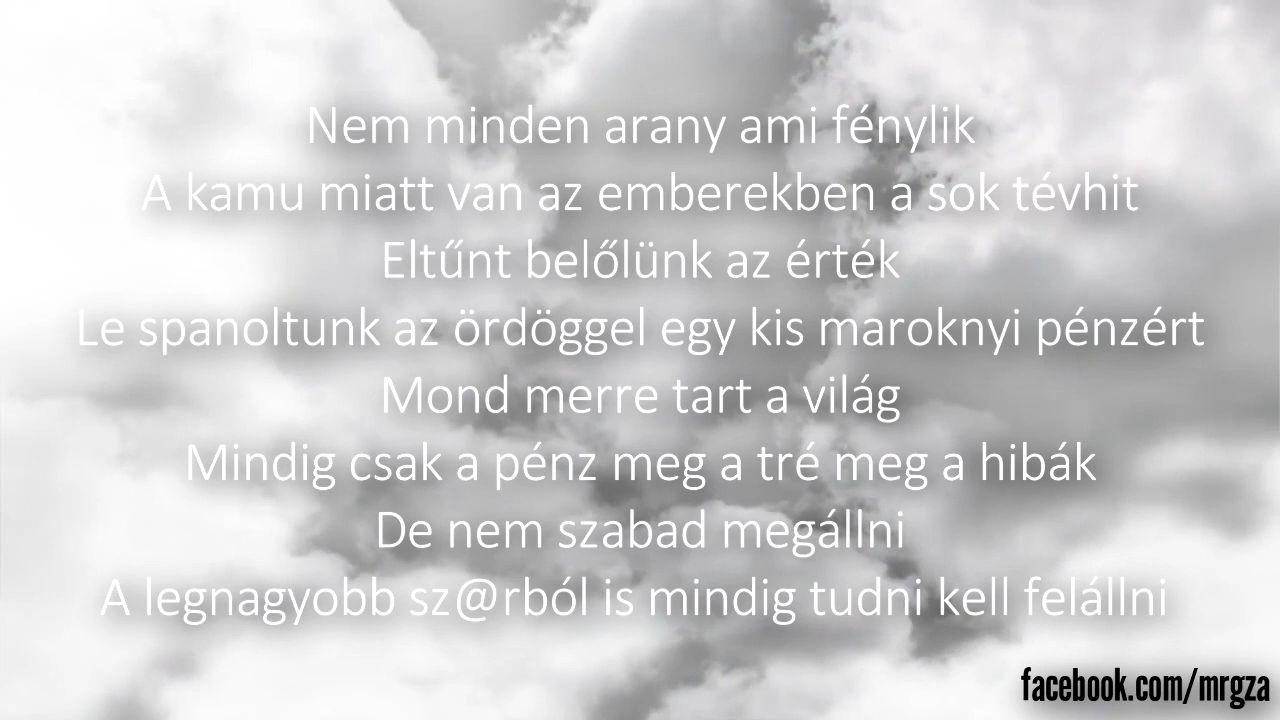 Nem minden arany ami fénylik
A kamu miatt van az emberekben a sok tévhit
Eltűnt belőlünk az érték
Le spanoltunk az ördöggel egy kis maroknyi pénzért
Mond merre tart a világ
Mindig csak a pénz meg a tré meg a hibák
De nem szabad megállni
A legnagyobb sz@rból is mindig tudni kell felállni
facebook.com/mrgza